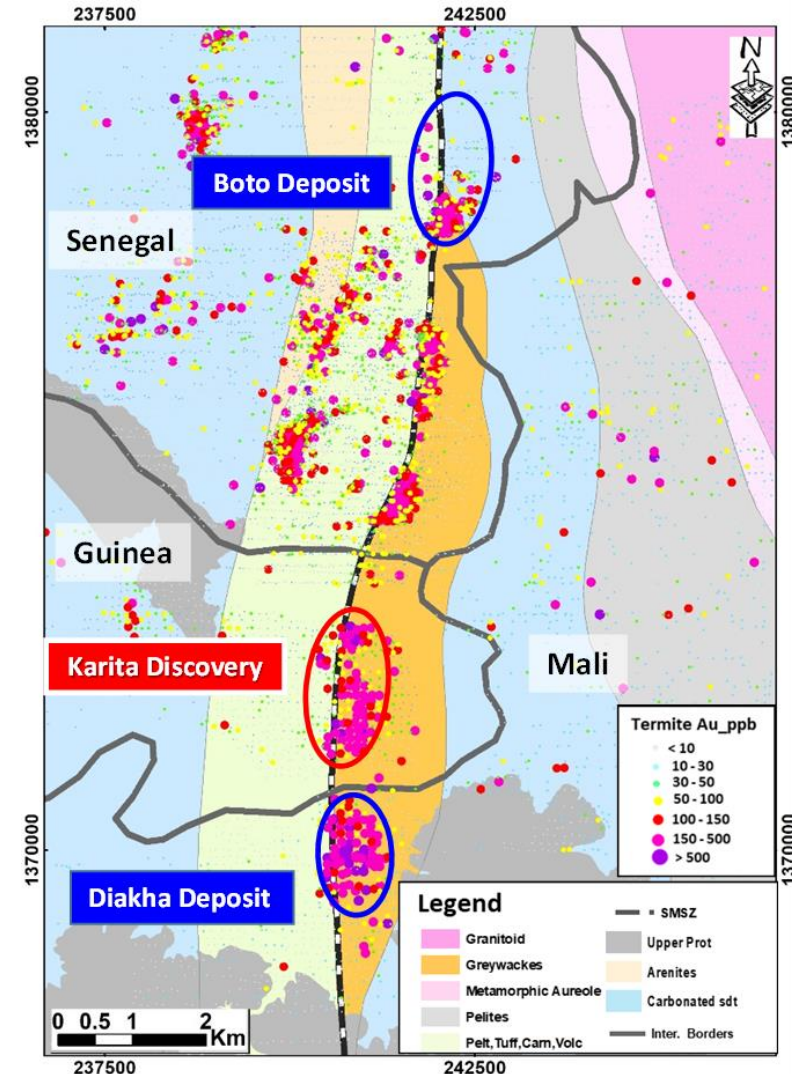 237500 242500
N
1380000 1380000
Boto Deposit
Senegal
Guinea
Karita Discovery
Mali
Termite Au_ppb
< 10
10 - 30
30 - 50
50 - 100
100 - 150
150 - 500
> 500
1370000 1370000
Diakha Deposit
Legend
Granitoid
Greywackes
Metamorphic Aureole
Pelites
Pelt,Tuff,Carn,Volc
SMSZ
Upper Prot
Arenites
Carbonated sdt
Inter. Borders
0 0.5 1 2
Km
237500 242500